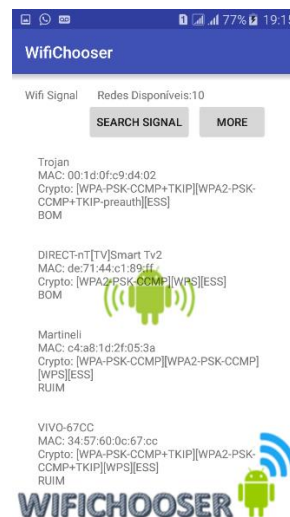 77% 19:15
WifiChooser
Wifi Signal Redes Disponíveis:10
SEARCH SIGNAL MORE
Trojan
MAC: 00:1d:0f:c9:d4:02
Crypto: [WPA-PSK-CCMP+TKIP][WPA2-PSK-
CCMP+TKIP-preauth][ESS]
BOM
DIRECT-nT[TV]Smart Tv2
MAC: de:71:44:c1:89:ff
Crypto: [WPA2-PSK-CCMP][WPS][ESS]
BOM
Martineli
MAC: c4:a8:1d:2f:05:3a
Crypto: [WPA-PSK-CCMP][WPA2-PSK-CCMP]
[WPS][ESS]
RUIM
VIVO-67CC
MAC: 34:57:60:0c:67:cc
Crypto: [WPA-PSK-CCMP+TKIP][WPA2-PSK-
CCMP+TKIP][WPS][ESS]
RUIM
WIFICHOOSER